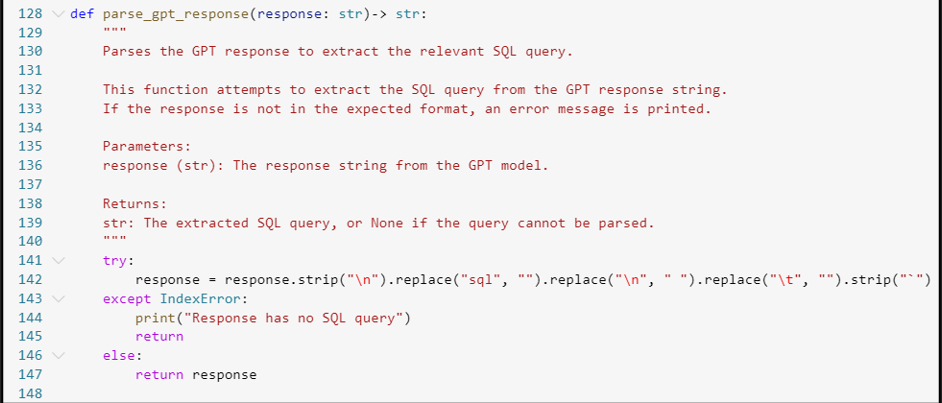 128 def parse_gpt_response(response: str)-> str:
129     """
130     Parses the GPT response to extract the relevant SQL query.
131
132     This function attempts to extract the SQL query from the GPT response string.
133     If the response is not in the expected format, an error message is printed.
134
135     Parameters:
136     response (str): The response string from the GPT model.
137
138     Returns:
139     str: The extracted SQL query, or None if the query cannot be parsed.
140     """
141     try:
142         response = response.strip("\n").replace("sql", "").replace("\n", " ").replace("\t", "").strip("`")
143     except IndexError:
144         print("Response has no SQL query")
145         return
146     else:
147         return response
148